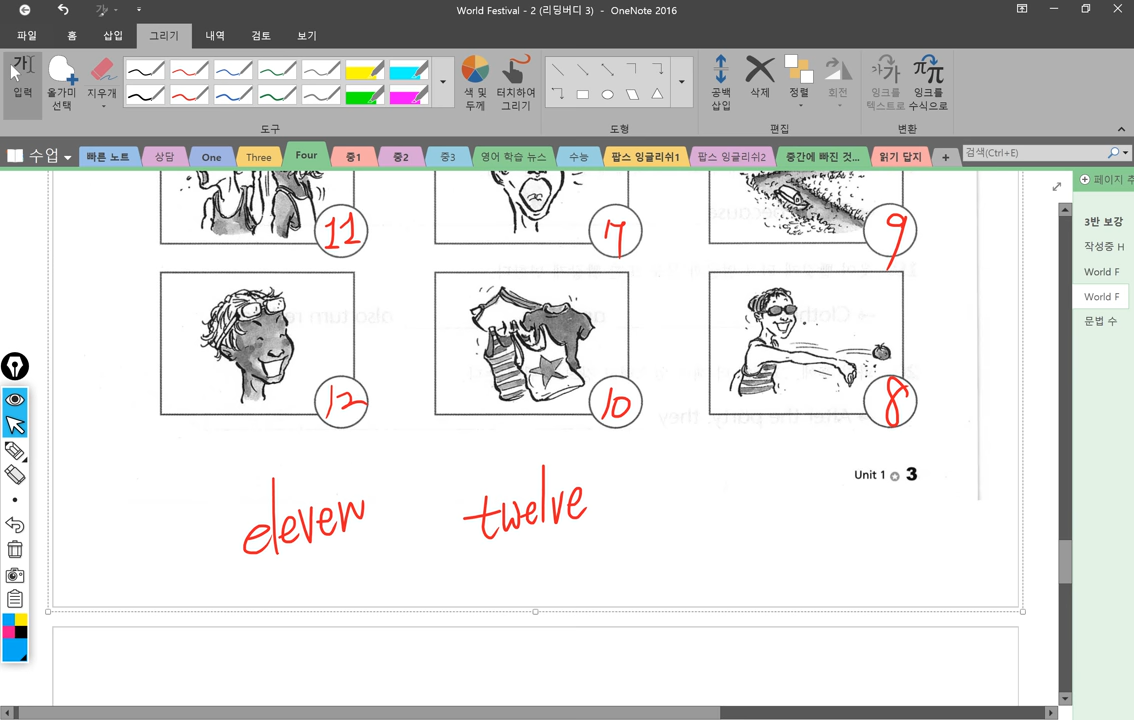 World Festival - 2 (리딩버디 3) - OneNote 2016
파일 홈 삽입 그리기 내역 검토 보기
가 입력
올가미 선택
지우개
색 및 두께
터치하여 그리기
공백 삽입
삭제
정렬
회전
잉크를 텍스트로
잉크를 수식으로
도구 도형 편집 변환
수업 빠른 노트 상담 One Three Four 중1 중2 중3 영어 학습 뉴스 수능 팝스 잉글리쉬1 팝스 잉글리쉬2 중간에 빠진 것... 읽기 답지 + 검색(Ctrl+E)
페이지 추
3반 보강
작성중 H
World F
World F
문법 수
11 7 9
12 10 8
Unit 1 3
eleven twelve